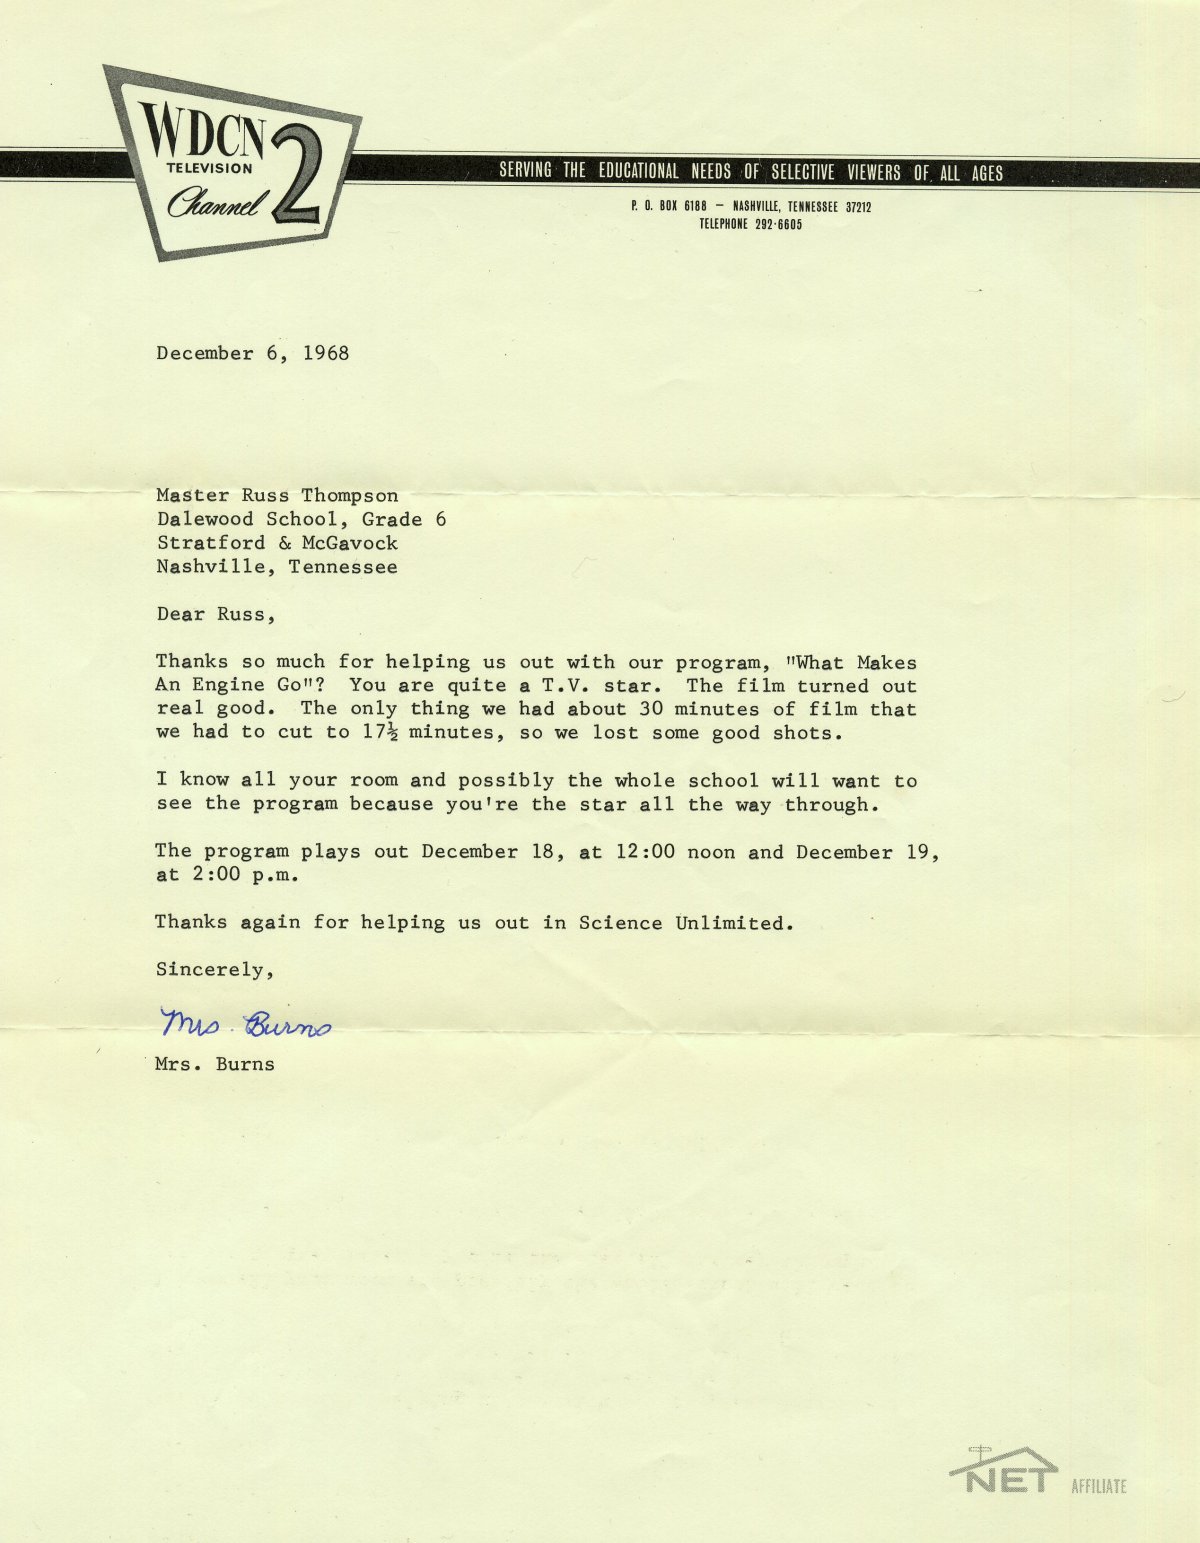 WDCN
TELEVISION
Channel 2
SERVING THE EDUCATIONAL NEEDS OF SELECTIVE VIEWERS OF ALL AGES
P. O. BOX 6188 — NASHVILLE, TENNESSEE 37212
TELEPHONE 292·6605
December 6, 1968
Master Russ Thompson
Dalewood School, Grade 6
Stratford & McGavock
Nashville, Tennessee
Dear Russ,
Thanks so much for helping us out with our program, "What Makes
An Engine Go"? You are quite a T.V. star. The film turned out
real good. The only thing we had about 30 minutes of film that
we had to cut to 17½ minutes, so we lost some good shots.
I know all your room and possibly the whole school will want to
see the program because you're the star all the way through.
The program plays out December 18, at 12:00 noon and December 19,
at 2:00 p.m.
Thanks again for helping us out in Science Unlimited.
Sincerely,
Mrs. Burns
Mrs. Burns
NET AFFILIATE